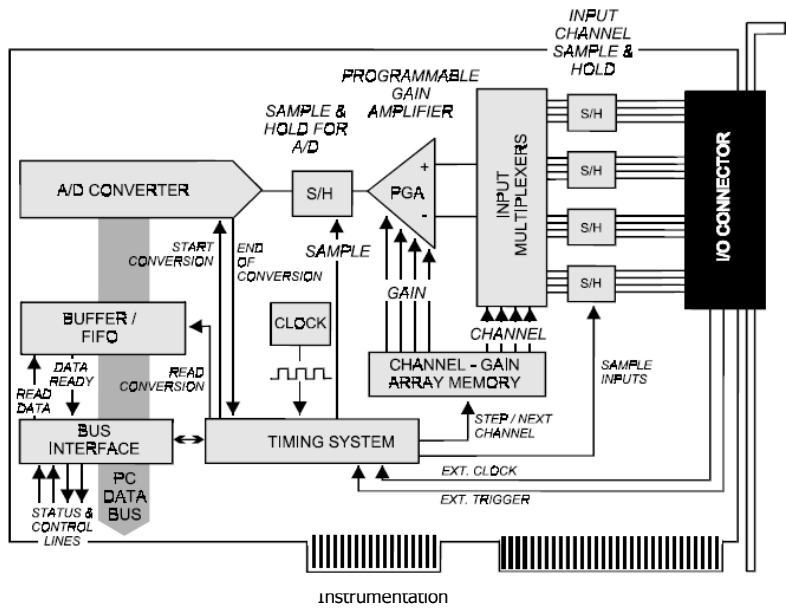 INPUT
CHANNEL
SAMPLE &
HOLD
PROGRAMMABLE
GAIN
AMPLIFIER
SAMPLE &
HOLD FOR
A/D
S/H
S/H
S/H
S/H
I/O CONNECTOR
INPUT
MULTIPLEXERS
+
PGA
-
S/H
A/D CONVERTER
START
CONVERSION
END
OF
CONVERSION
SAMPLE
GAIN
CHANNEL
CLOCK
BUFFER /
FIFO
CHANNEL - GAIN
ARRAY MEMORY
SAMPLE
INPUTS
READ
DATA
DATA
READY
READ
CONVERSION
BUS
INTERFACE
TIMING SYSTEM
STEP / NEXT
CHANNEL
EXT. CLOCK
EXT. TRIGGER
PC
DATA
BUS
STATUS &
CONTROL
LINES
Instrumentation